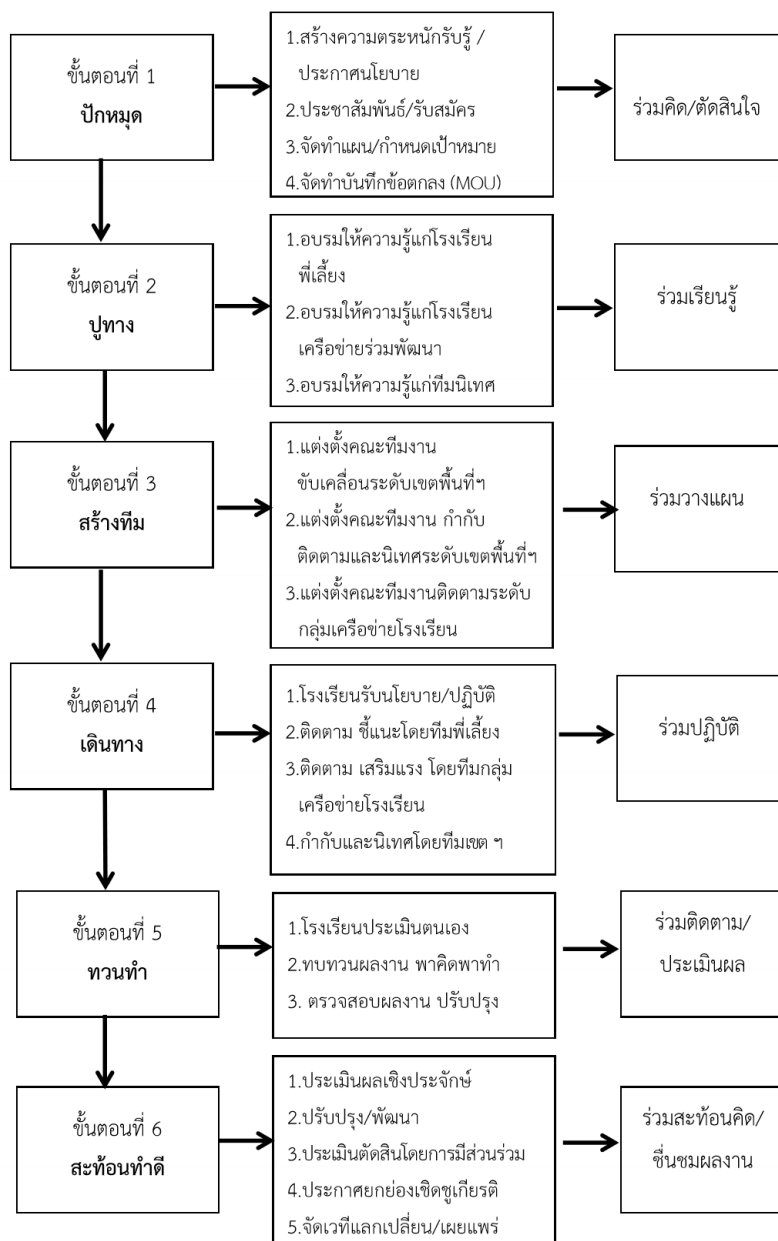 ขั้นตอนที่ 1
ปักหมุด
1.สร้างความตระหนักรับรู้ /
ประกาศนโยบาย
2.ประชาสัมพันธ์/รับสมัคร
3.จัดทำแผน/กำหนดเป้าหมาย
4.จัดทำบันทึกข้อตกลง (MOU)
ร่วมคิด/ตัดสินใจ
ขั้นตอนที่ 2
ปูทาง
1.อบรมให้ความรู้แก่โรงเรียน
พี่เลี้ยง
2.อบรมให้ความรู้แก่โรงเรียน
เครือข่ายร่วมพัฒนา
3.อบรมให้ความรู้แก่ทีมนิเทศ
ร่วมเรียนรู้
ขั้นตอนที่ 3
สร้างทีม
1.แต่งตั้งคณะทีมงาน
ขับเคลื่อนระดับเขตพื้นที่ฯ
2.แต่งตั้งคณะทีมงาน กำกับ
ติดตามและนิเทศระดับเขตพื้นที่ฯ
3.แต่งตั้งคณะทีมงานติดตามระดับ
กลุ่มเครือข่ายโรงเรียน
ร่วมวางแผน
ขั้นตอนที่ 4
เดินทาง
1.โรงเรียนรับนโยบาย/ปฏิบัติ
2.ติดตาม ชี้แนะโดยทีมพี่เลี้ยง
3.ติดตาม เสริมแรง โดยทีมกลุ่ม
เครือข่ายโรงเรียน
4.กำกับและนิเทศโดยทีมเขต ฯ
ร่วมปฏิบัติ
ขั้นตอนที่ 5
ทวนทำ
1.โรงเรียนประเมินตนเอง
2.ทบทวนผลงาน พาคิดพาทำ
3. ตรวจสอบผลงาน ปรับปรุง
ร่วมติดตาม/
ประเมินผล
ขั้นตอนที่ 6
สะท้อนทำดี
1.ประเมินผลเชิงประจักษ์
2.ปรับปรุง/พัฒนา
3.ประเมินตัดสินโดยการมีส่วนร่วม
4.ประกาศยกย่องเชิดชูเกียรติ
5.จัดเวทีแลกเปลี่ยน/เผยแพร่
ร่วมสะท้อนคิด/
ชื่นชมผลงาน